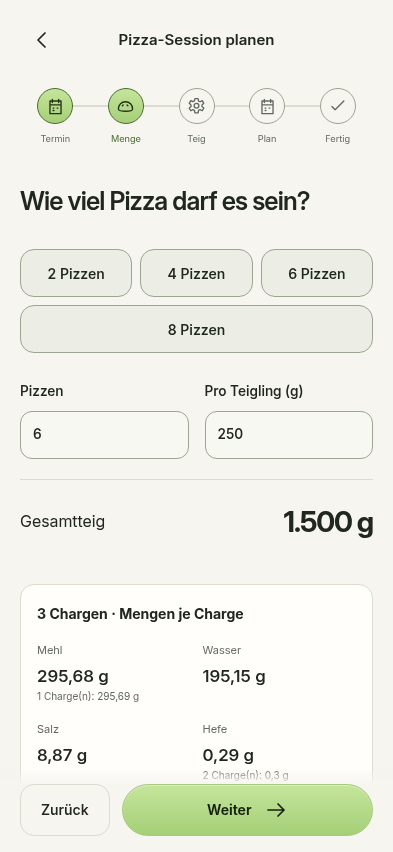 Pizza-Session planen
Termin
Menge
Teig
Plan
Fertig
Wie viel Pizza darf es sein?
2 Pizzen
4 Pizzen
6 Pizzen
8 Pizzen
Pizzen
Pro Teigling (g)
6
250
Gesamtteig
1.500 g
3 Chargen · Mengen je Charge
Mehl
Wasser
295,68 g
195,15 g
1 Charge(n): 295,69 g
Salz
Hefe
8,87 g
0,29 g
2 Charge(n): 0,3 g
Zurück
Weiter